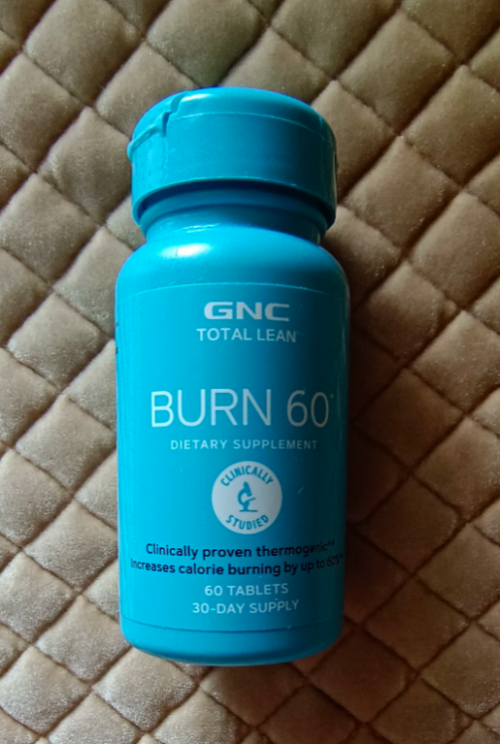 GNC
TOTAL LEAN™
BURN 60*
DIETARY SUPPLEMENT
CLINICALLY
STUDIED
Clinically proven thermogenic**
Increases calorie burning by up to
60 TABLETS
30-DAY SUPPLY